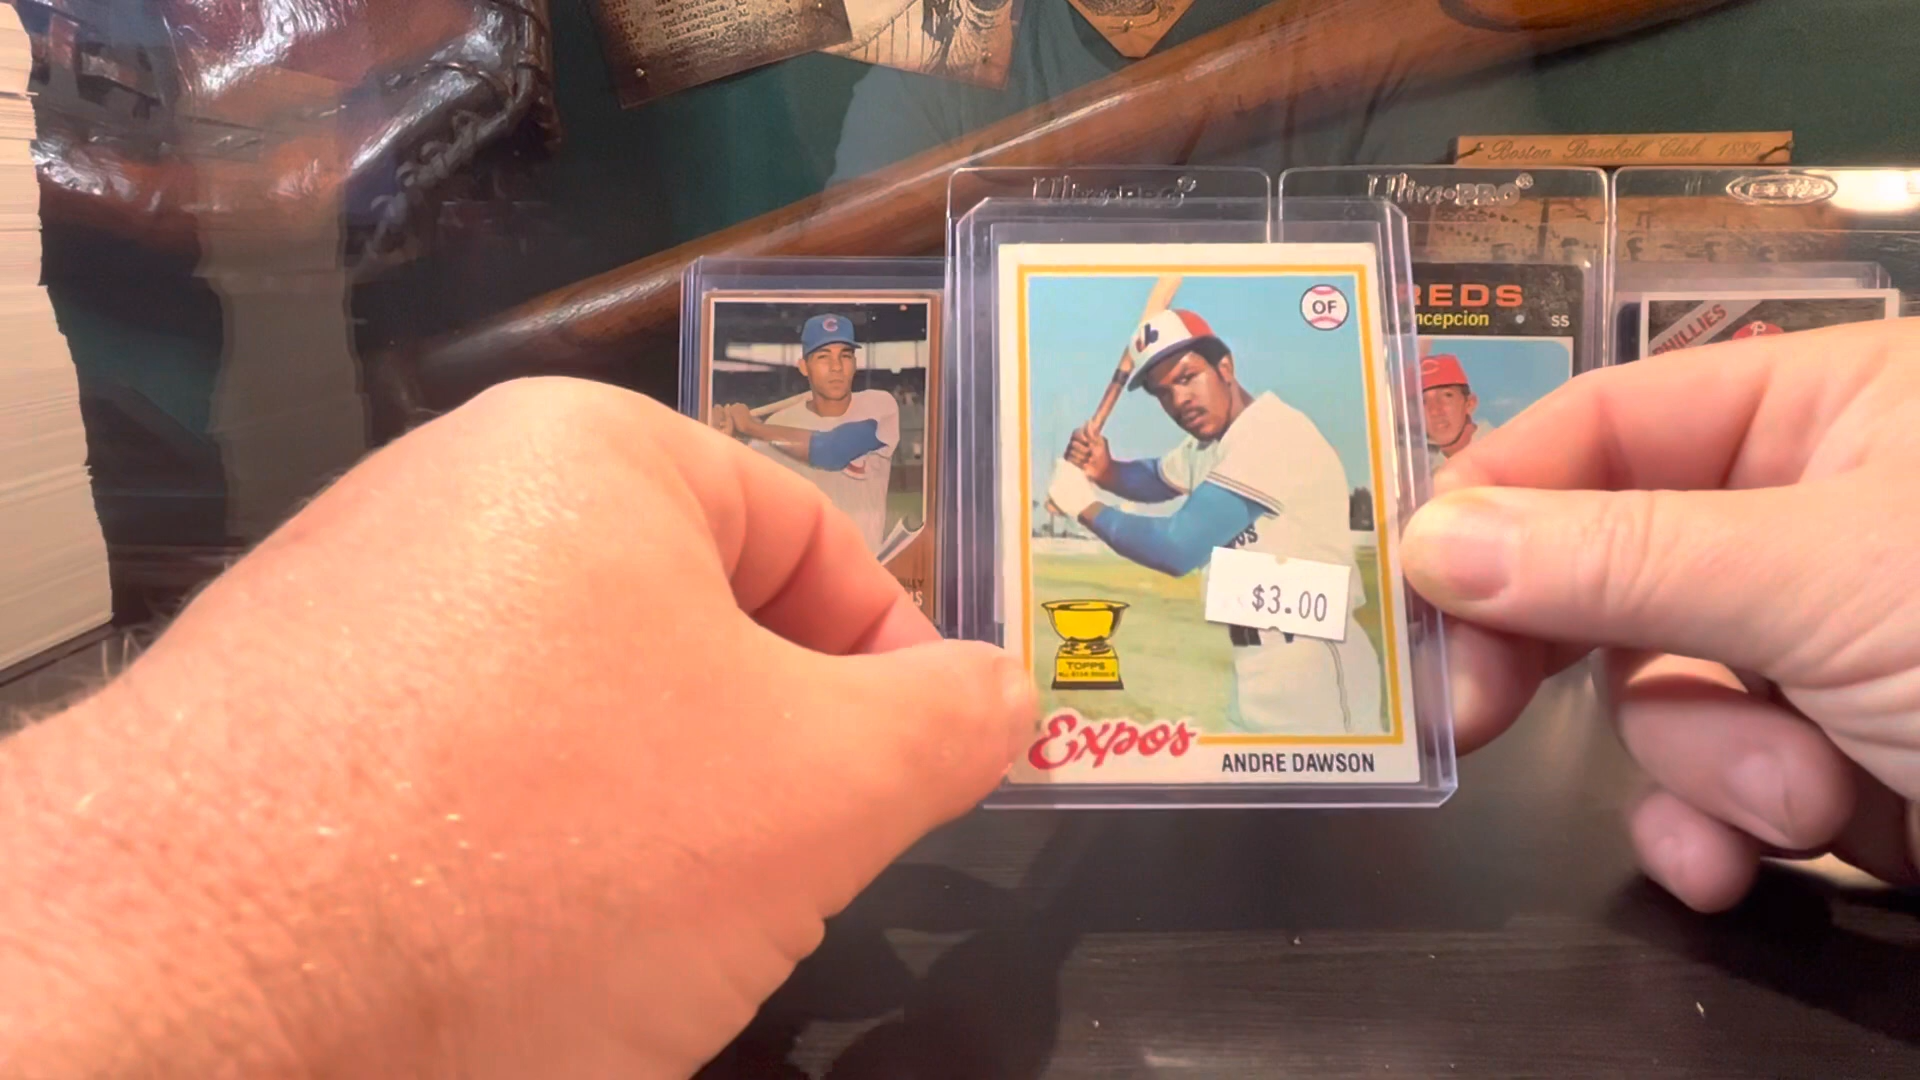 Boston Baseball Club 1889
Ultra•PRO®
Ultra•PRO®
REDS
ncepcion • SS
PHILLIES
P
C
C
OF
$3.00
TOPPS
ALL-STAR ROOKIE
Expos
ANDRE DAWSON